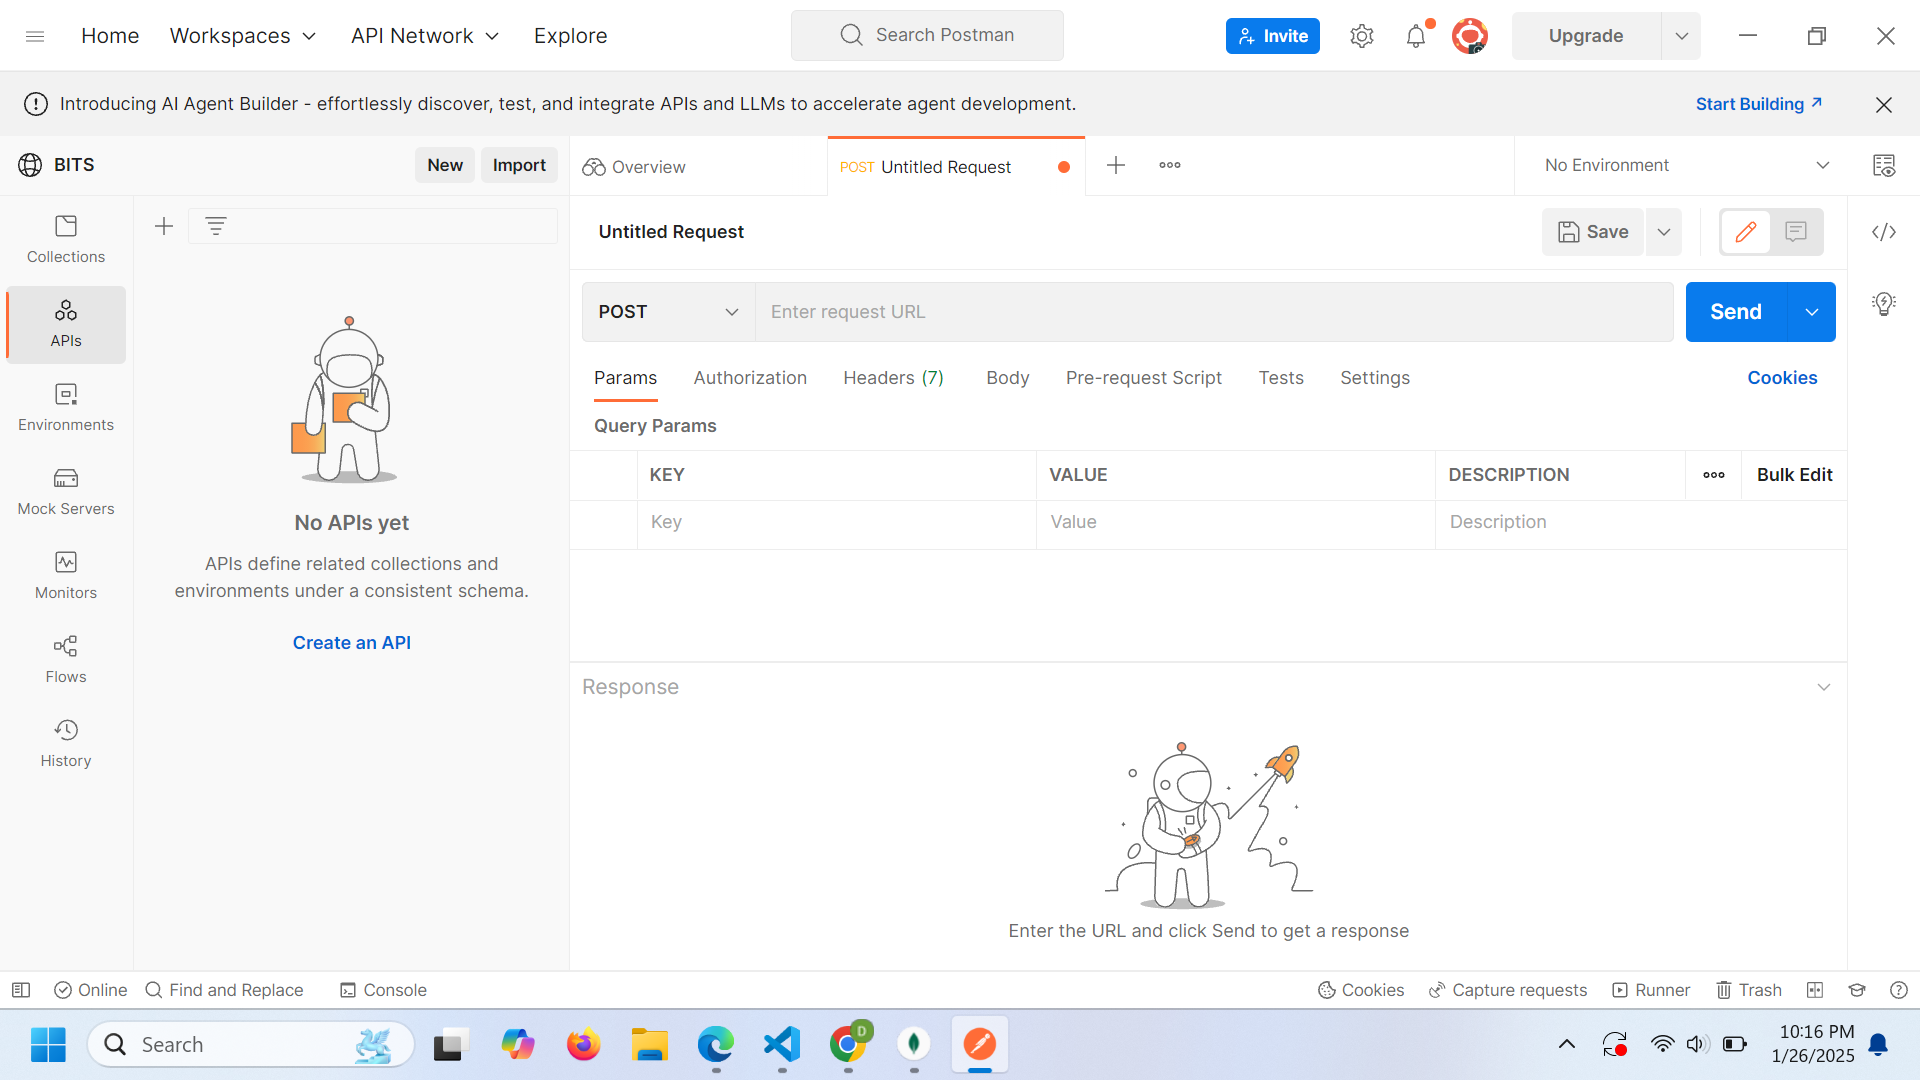 Home Workspaces API Network Explore Search Postman Invite Upgrade
Introducing AI Agent Builder - effortlessly discover, test, and integrate APIs and LLMs to accelerate agent development. Start Building
BITS New Import Overview POST Untitled Request No Environment
Collections
APIs
Environments
Mock Servers
Monitors
Flows
History
No APIs yet
APIs define related collections and
environments under a consistent schema.
Create an API
Untitled Request Save
POST Enter request URL Send
Params Authorization Headers (7) Body Pre-request Script Tests Settings Cookies
Query Params
KEY VALUE DESCRIPTION Bulk Edit
Key Value Description
Response
Enter the URL and click Send to get a response
Online Find and Replace Console Cookies Capture requests Runner Trash
Search D 10:16 PM
1/26/2025